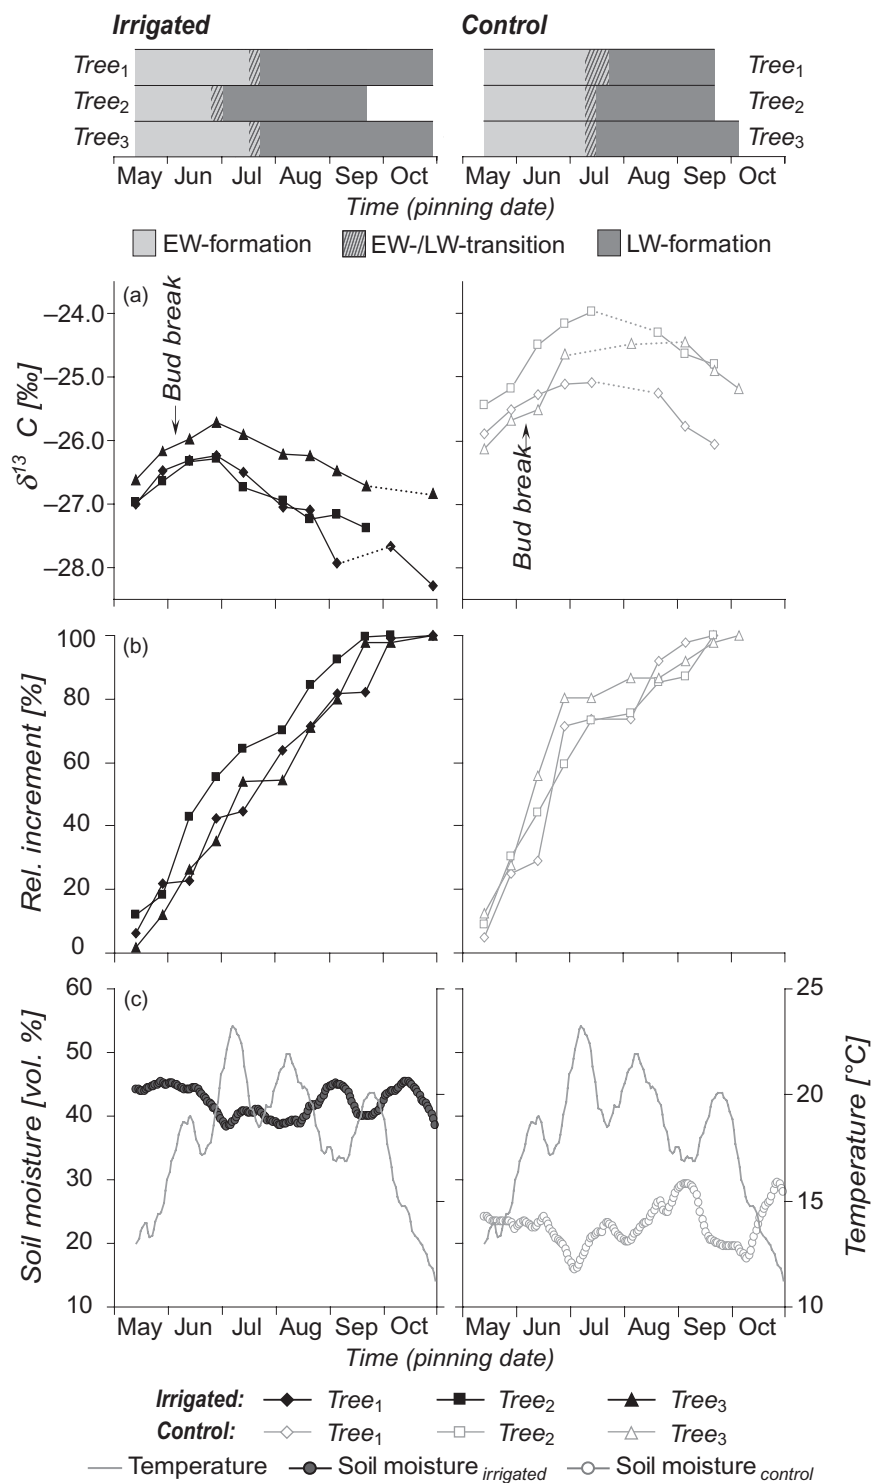 Irrigated Control
Tree1 Tree1
Tree2 Tree2
Tree3 Tree3
May Jun Jul Aug Sep Oct May Jun Jul Aug Sep Oct
Time (pinning date)
EW-formation EW-/LW-transition LW-formation
(a)
δ13 C [‰]
–24.0
–25.0
–26.0
–27.0
–28.0
Bud break
Bud break
(b)
Rel. increment [%]
100
80
60
40
20
0
(c)
Soil moisture [vol. %]
60
50
40
30
20
10
25
20
15
10
Temperature [°C]
May Jun Jul Aug Sep Oct May Jun Jul Aug Sep Oct
Time (pinning date)
Irrigated: Tree1 Tree2 Tree3
Control: Tree1 Tree2 Tree3
Temperature Soil moisture irrigated Soil moisture control